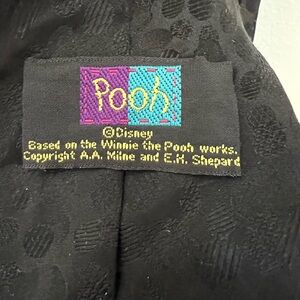 Pooh
©Disney
Based on the Winnie the Pooh works.
Copyright A.A. Milne and E.H. Shepard